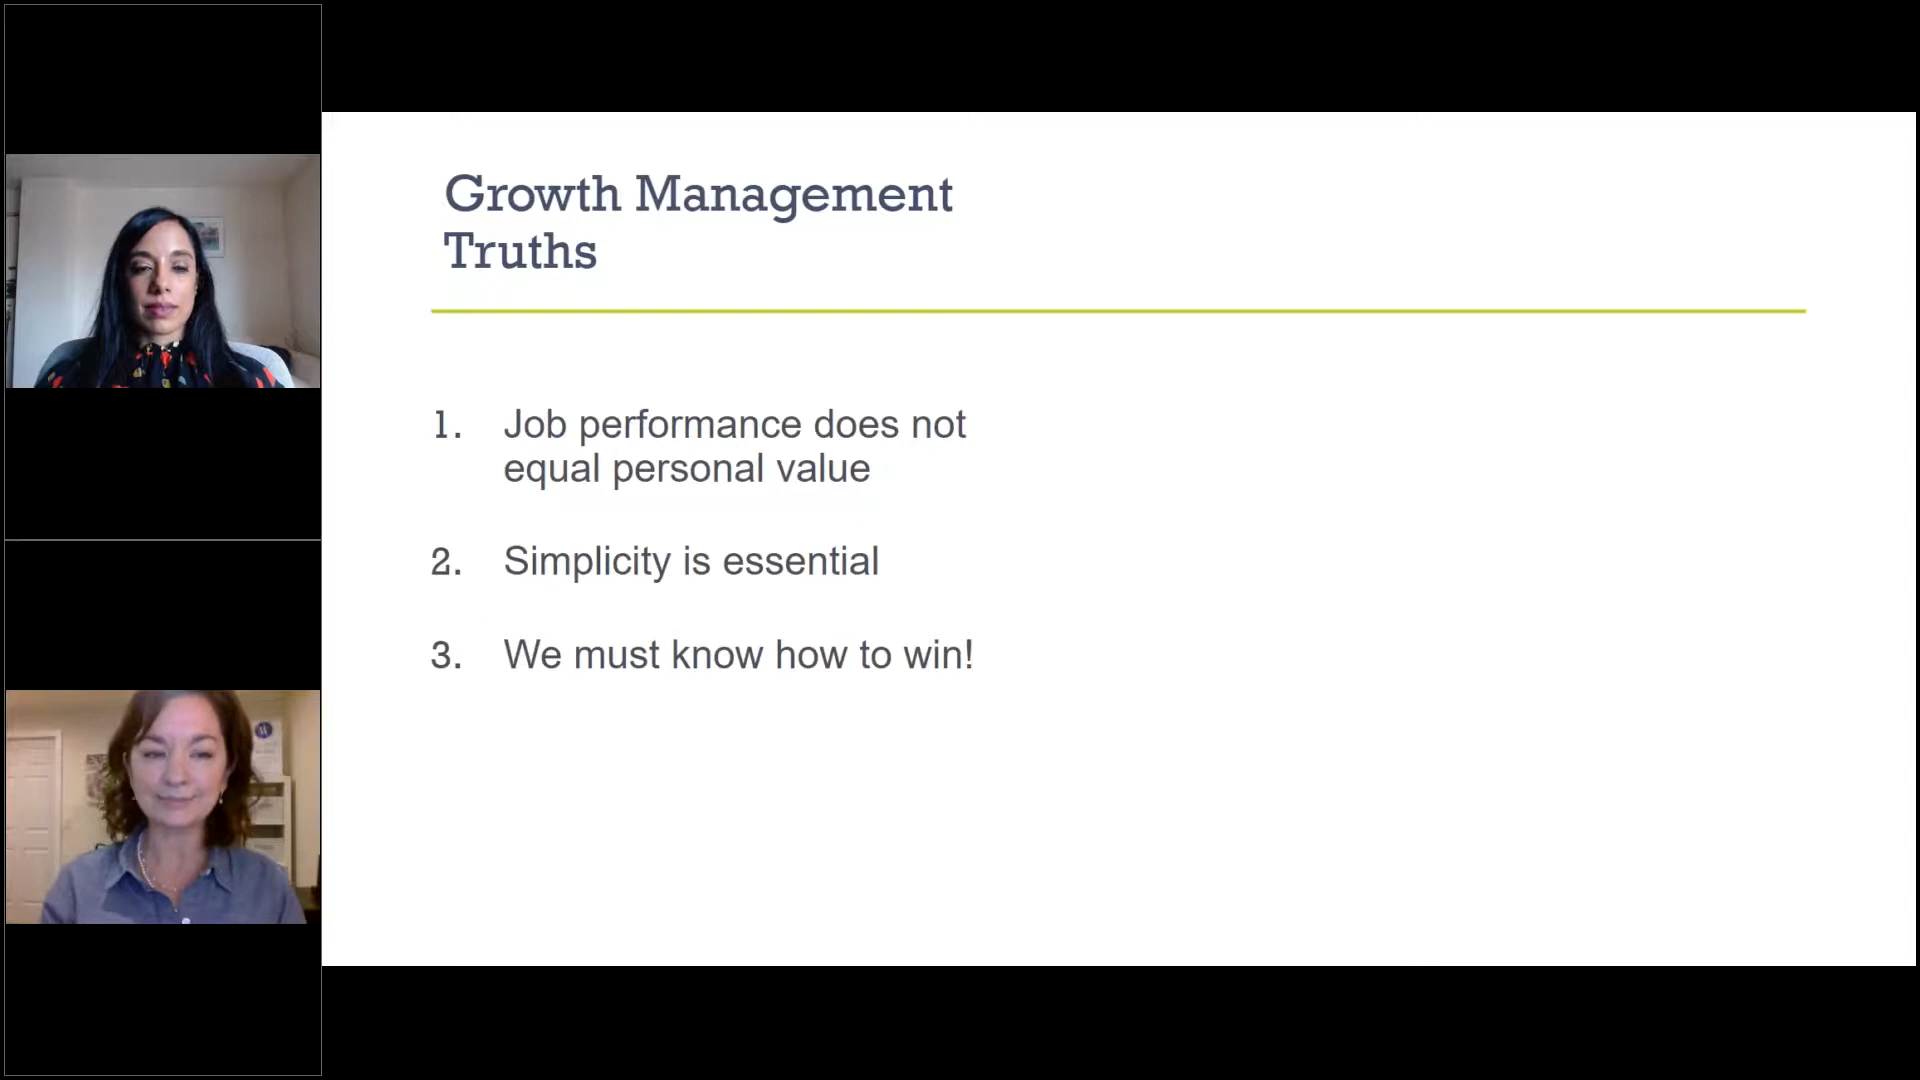 Growth Management
Truths
1. Job performance does not
equal personal value
2. Simplicity is essential
3. We must know how to win!